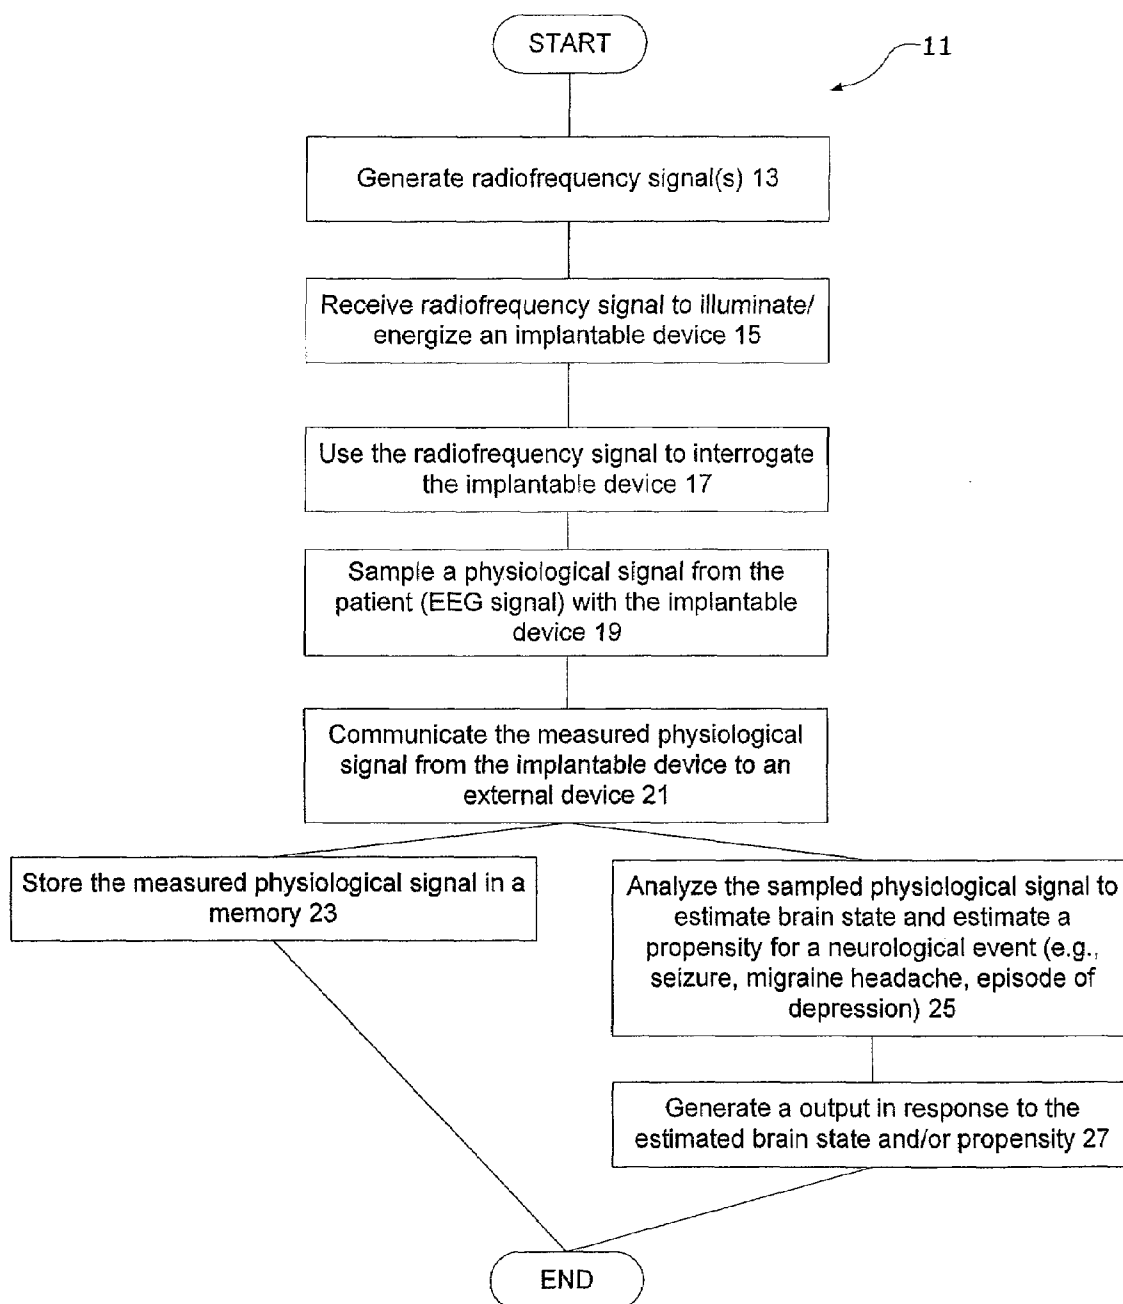 START
11
Generate radiofrequency signal(s) 13
Receive radiofrequency signal to illuminate/
energize an implantable device 15
Use the radiofrequency signal to interrogate
the implantable device 17
Sample a physiological signal from the
patient (EEG signal) with the implantable
device 19
Communicate the measured physiological
signal from the implantable device to an
external device 21
Store the measured physiological signal in a
memory 23
Analyze the sampled physiological signal to
estimate brain state and estimate a
propensity for a neurological event (e.g.,
seizure, migraine headache, episode of
depression) 25
Generate a output in response to the
estimated brain state and/or propensity 27
END